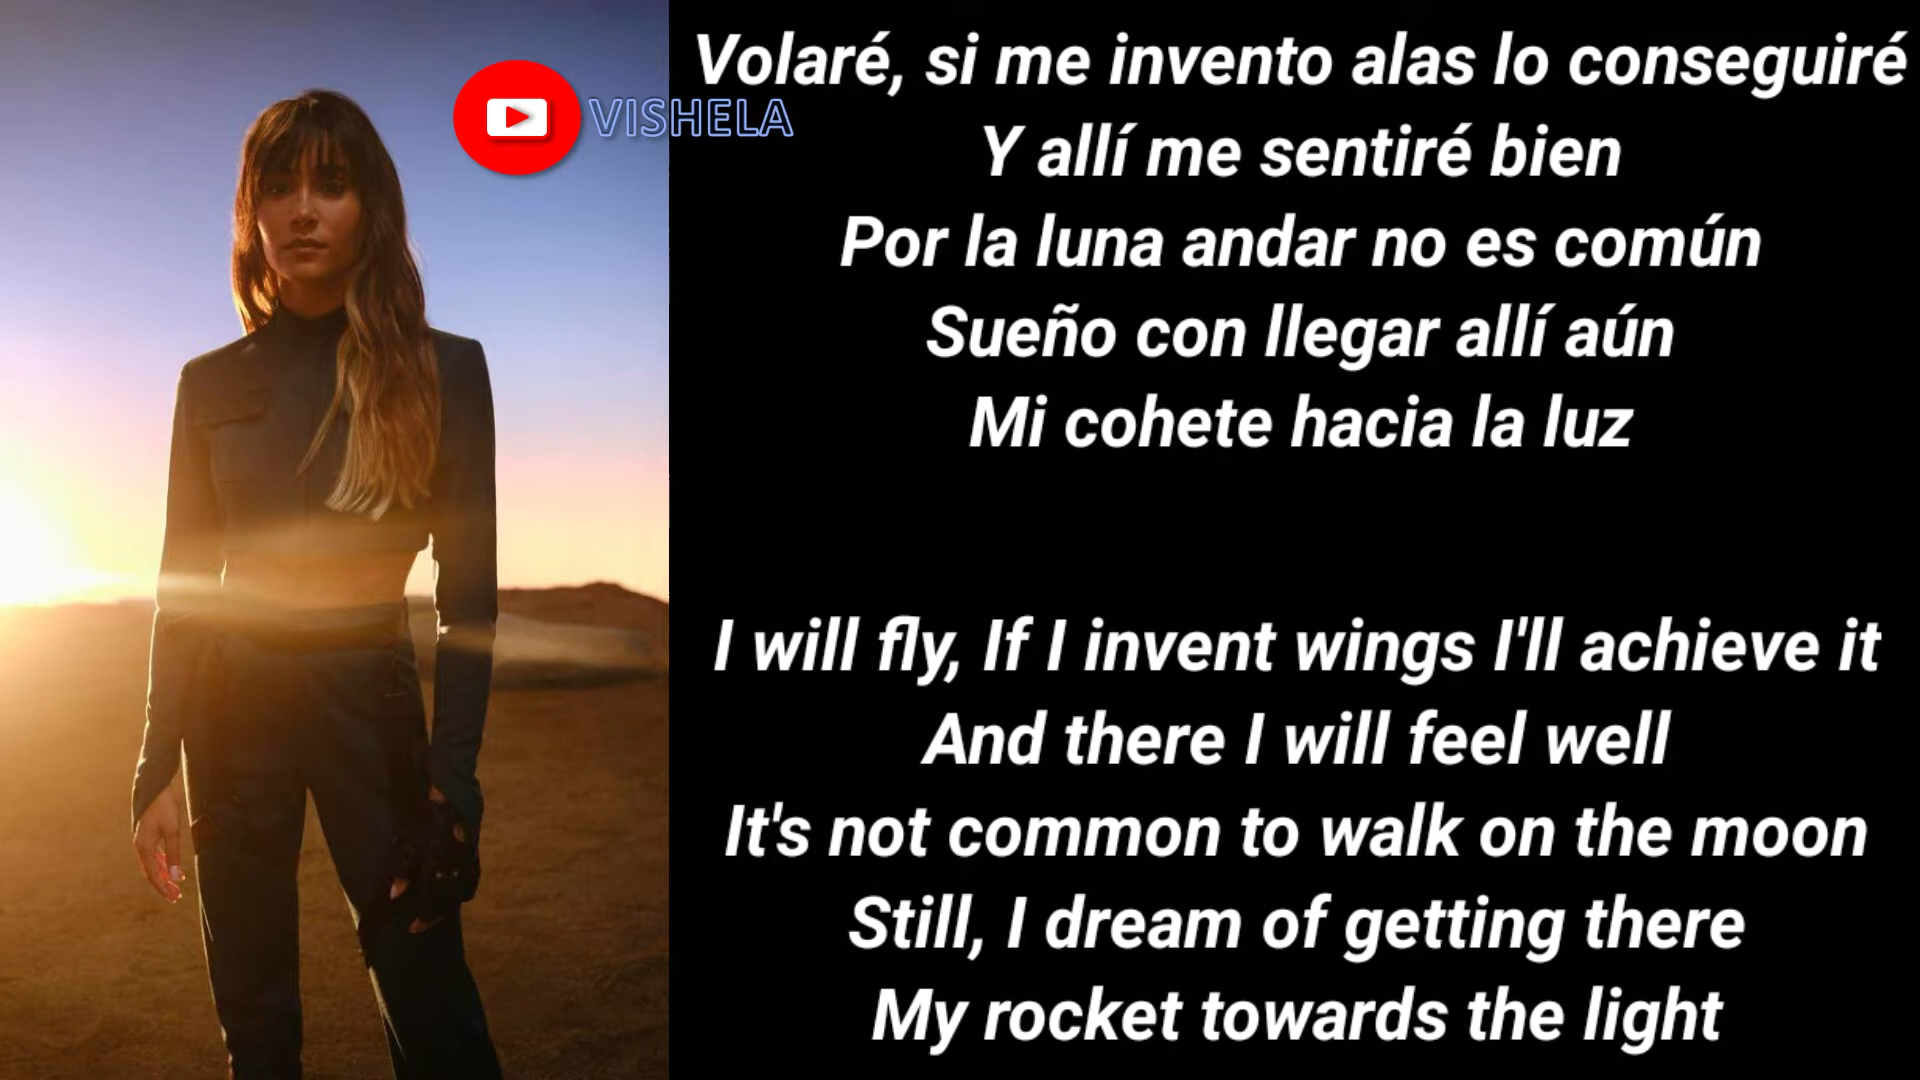 VISHELA
Volaré, si me invento alas lo conseguiré
Y allí me sentiré bien
Por la luna andar no es común
Sueño con llegar allí aún
Mi cohete hacia la luz
I will fly, If I invent wings I'll achieve it
And there I will feel well
It's not common to walk on the moon
Still, I dream of getting there
My rocket towards the light